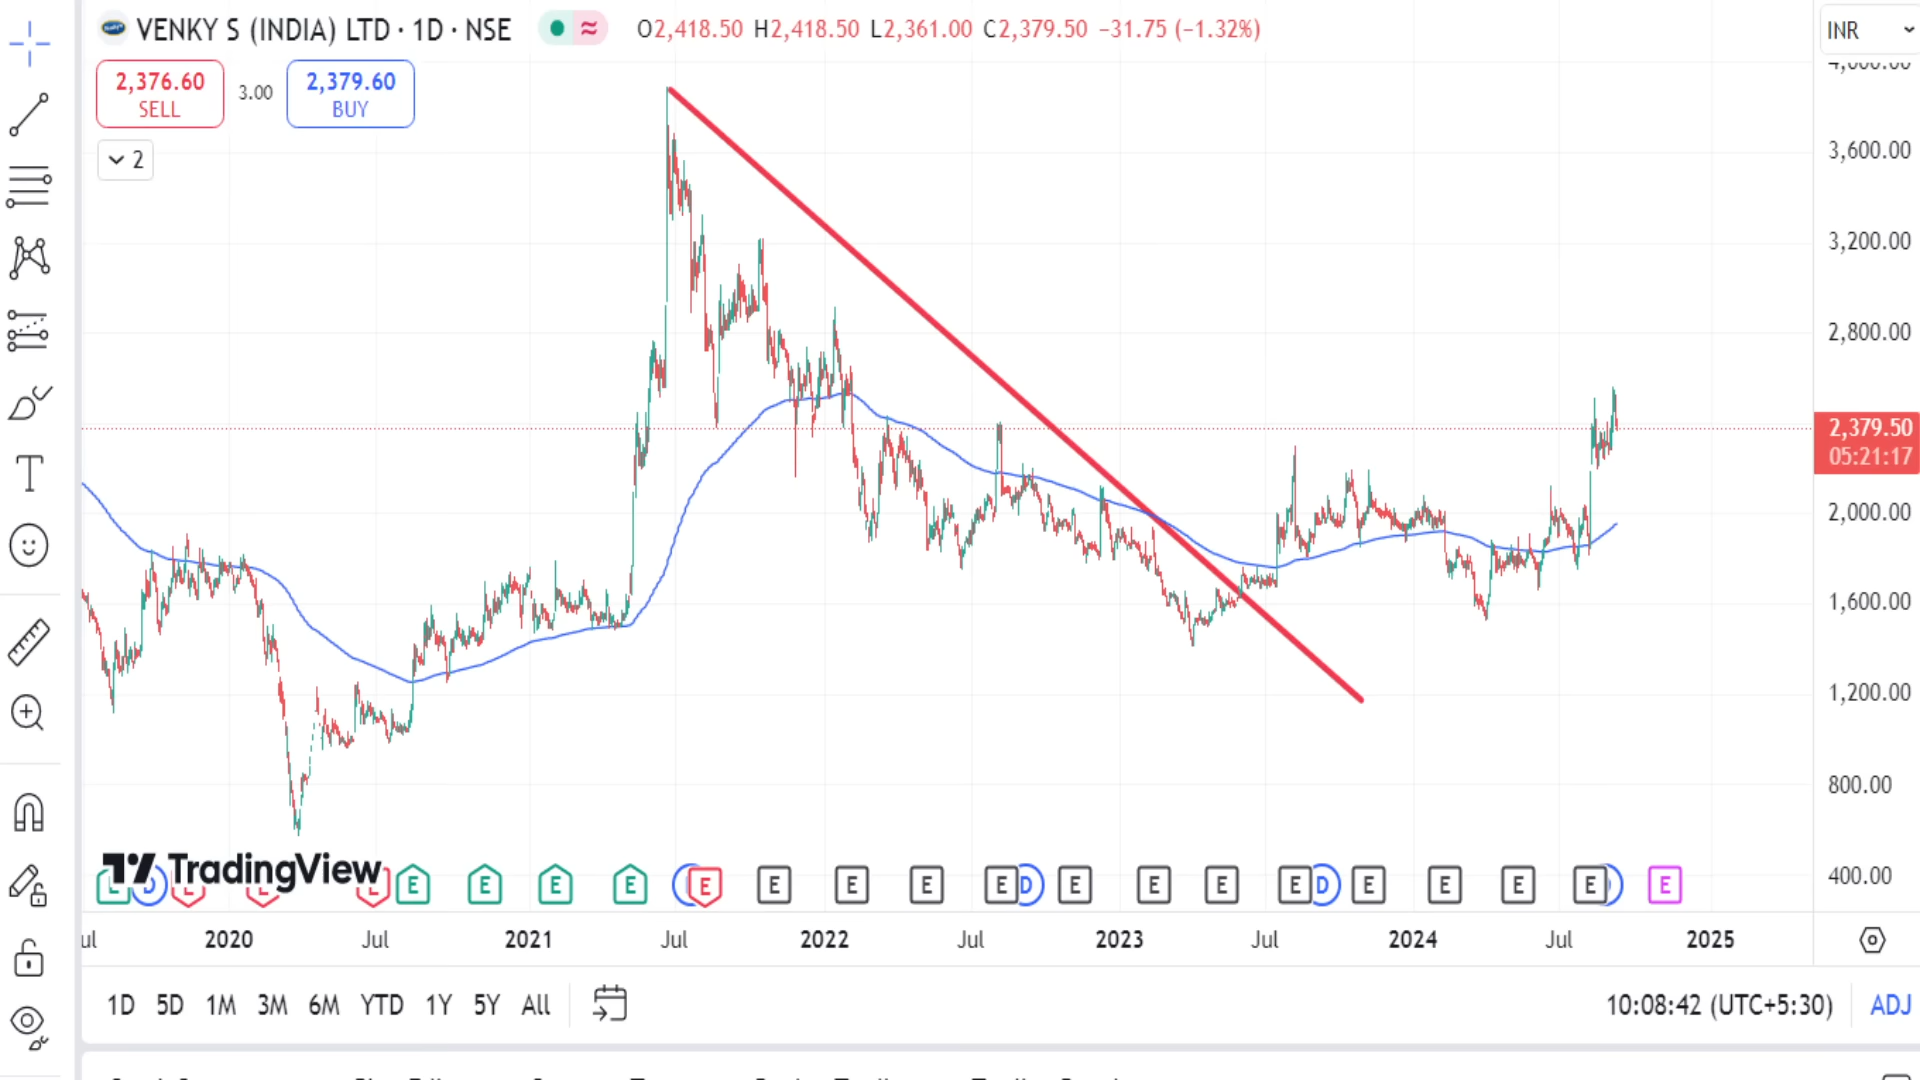 VENKY S (INDIA) LTD · 1D · NSE
O2,418.50 H2,418.50 L2,361.00 C2,379.50 −31.75 (−1.32%)
INR
2,376.60
SELL
3.00
2,379.60
BUY
2
4,000.00
3,600.00
3,200.00
2,800.00
2,379.50
05:21:17
2,000.00
1,600.00
1,200.00
800.00
400.00
TradingView
E E E E E E E E E D E E E E D E E E E E
ul 2020 Jul 2021 Jul 2022 Jul 2023 Jul 2024 Jul 2025
1D 5D 1M 3M 6M YTD 1Y 5Y All
10:08:42 (UTC+5:30)
ADJ